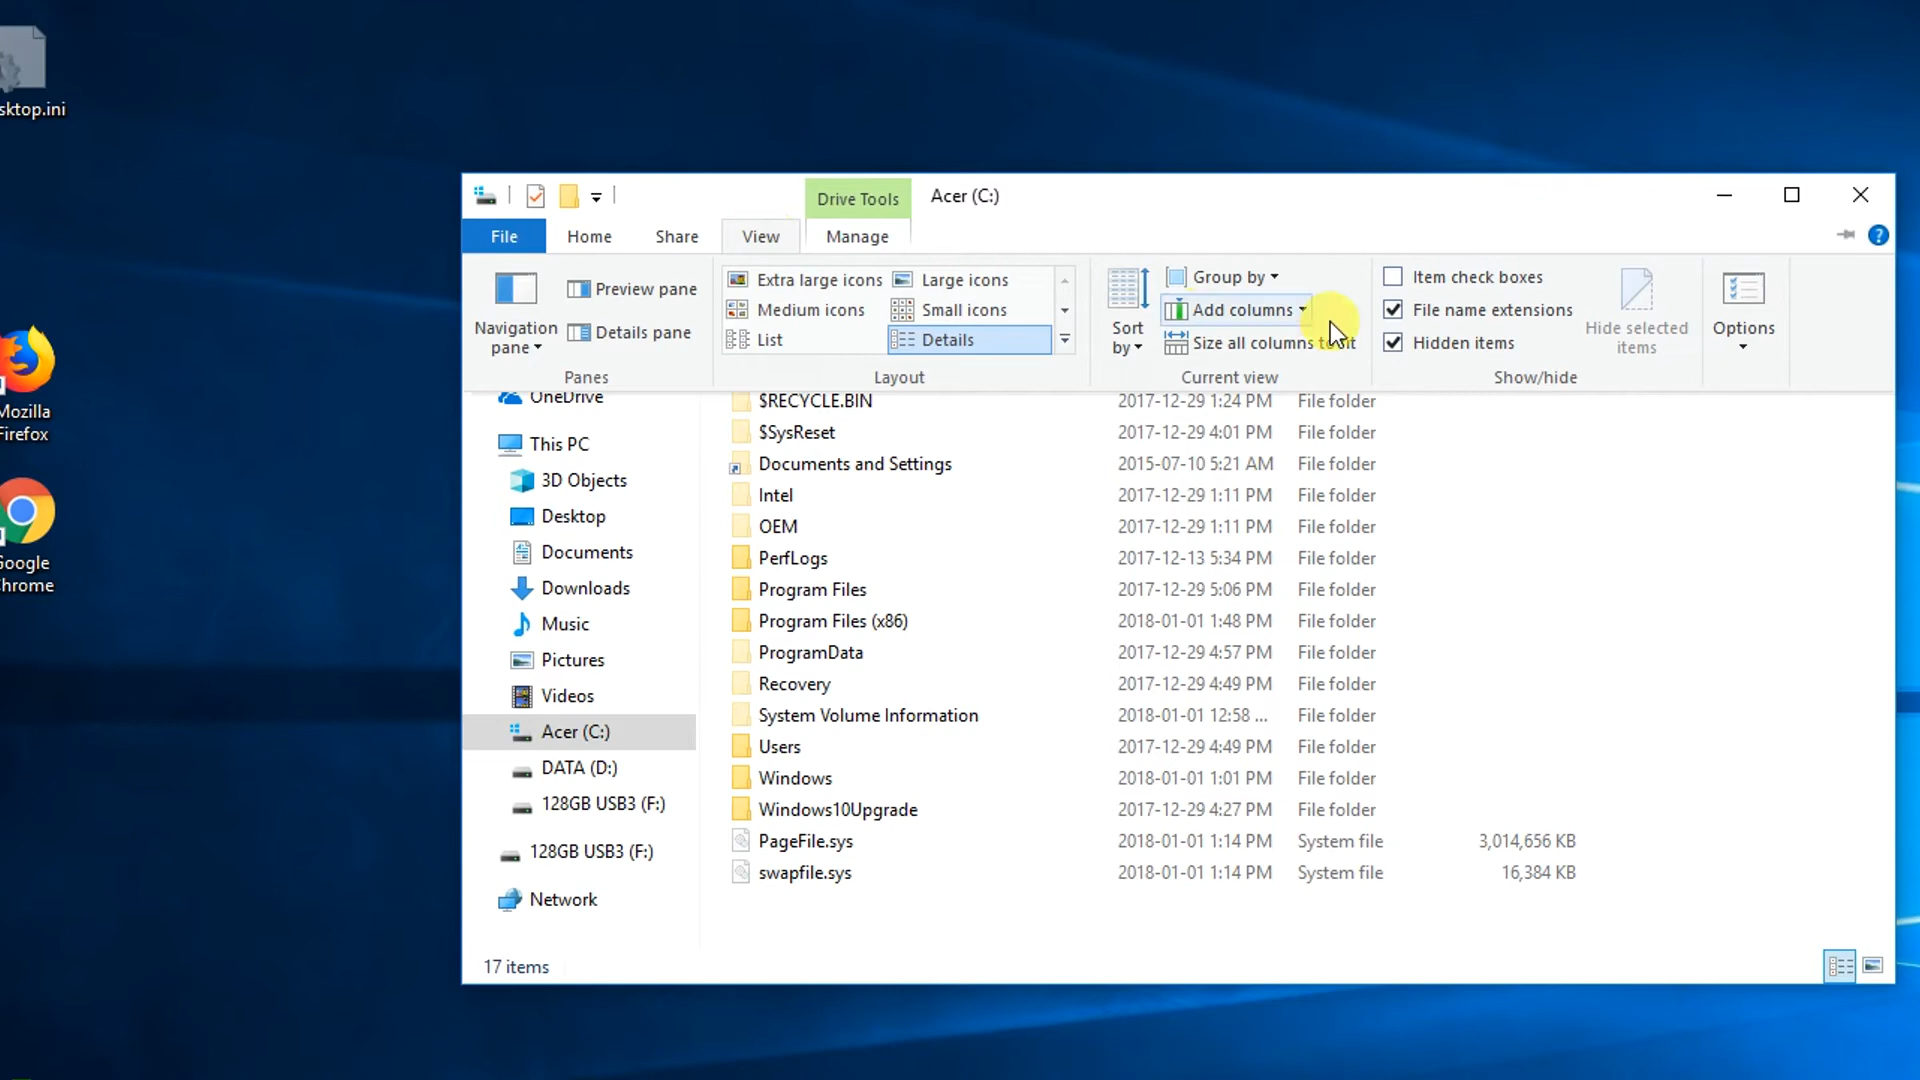 sktop.ini
Mozilla
Firefox
Google
Chrome
Drive Tools
Acer (C:)
File
Home
Share
View
Manage
Navigation
pane
Preview pane
Details pane
Panes
Extra large icons
Large icons
Medium icons
Small icons
List
Details
Layout
Sort
by
Group by
Add columns
Size all columns to fit
Current view
Item check boxes
File name extensions
Hidden items
Hide selected
items
Show/hide
Options
OneDrive
This PC
3D Objects
Desktop
Documents
Downloads
Music
Pictures
Videos
Acer (C:)
DATA (D:)
128GB USB3 (F:)
128GB USB3 (F:)
Network
$RECYCLE.BIN 2017-12-29 1:24 PM File folder
$SysReset 2017-12-29 4:01 PM File folder
Documents and Settings 2015-07-10 5:21 AM File folder
Intel 2017-12-29 1:11 PM File folder
OEM 2017-12-29 1:11 PM File folder
PerfLogs 2017-12-13 5:34 PM File folder
Program Files 2017-12-29 5:06 PM File folder
Program Files (x86) 2018-01-01 1:48 PM File folder
ProgramData 2017-12-29 4:57 PM File folder
Recovery 2017-12-29 4:49 PM File folder
System Volume Information 2018-01-01 12:58 ... File folder
Users 2017-12-29 4:49 PM File folder
Windows 2018-01-01 1:01 PM File folder
Windows10Upgrade 2017-12-29 4:27 PM File folder
PageFile.sys 2018-01-01 1:14 PM System file 3,014,656 KB
swapfile.sys 2018-01-01 1:14 PM System file 16,384 KB
17 items